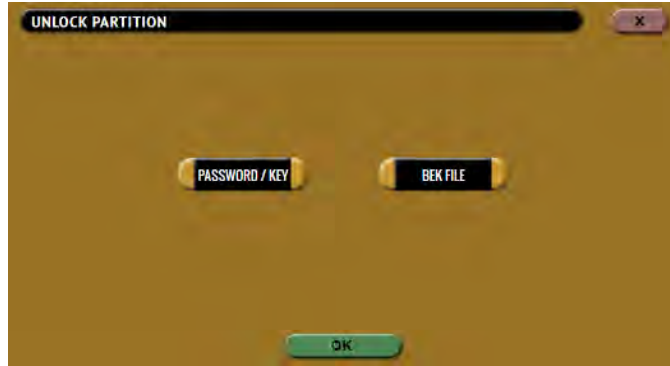 UNLOCK PARTITION
X
PASSWORD / KEY
BEK FILE
OK